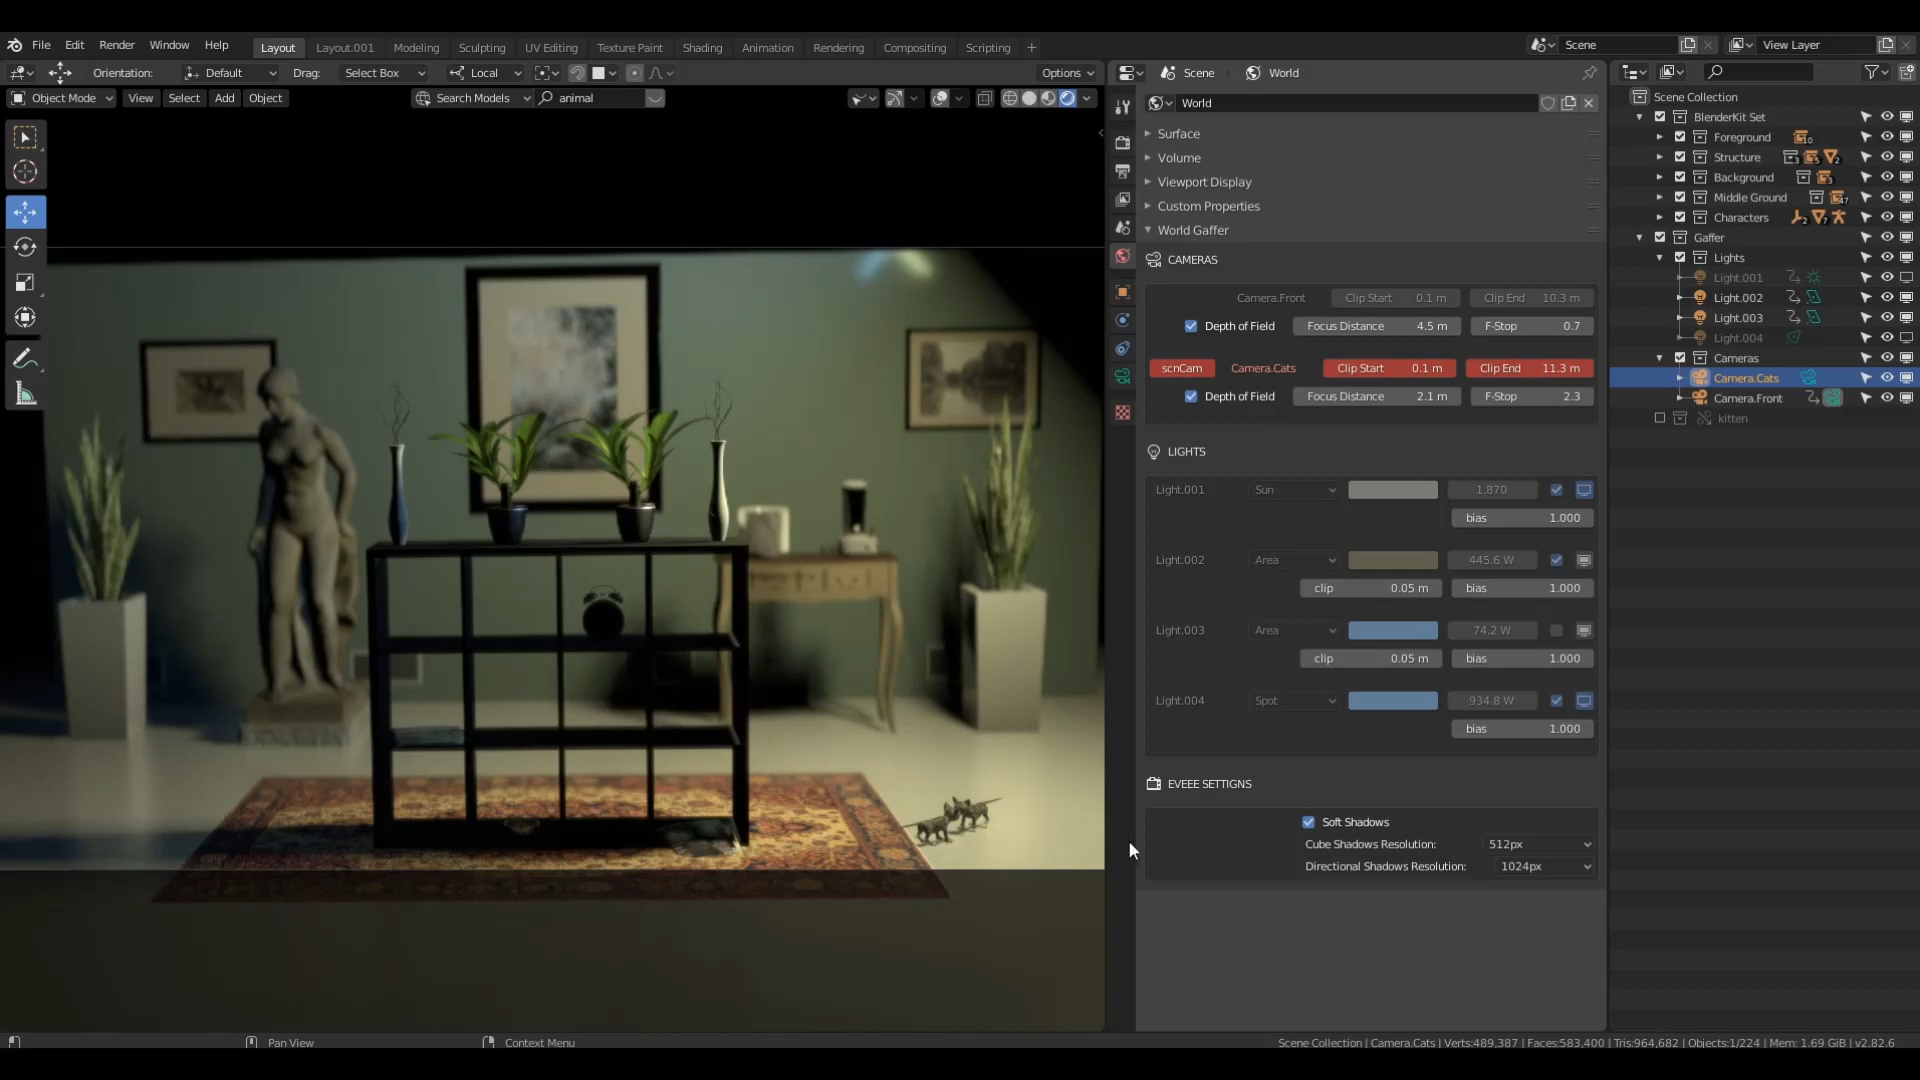 File Edit Render Window Help Layout Layout.001 Modeling Sculpting UV Editing Texture Paint Shading Animation Rendering Compositing Scripting + Scene View Layer
Orientation: Default Drag: Select Box Local Options Scene World
Object Mode View Select Add Object Search Models animal World
Scene Collection
BlenderKit Set
Foreground 10
Structure 3 5 2
Background 3
Middle Ground 47
Characters 2 7
Gaffer
Lights
Light.001
Light.002
Light.003
Light.004
Cameras
Camera.Cats
Camera.Front
kitten
Surface
Volume
Viewport Display
Custom Properties
World Gaffer
CAMERAS
Camera.Front Clip Start 0.1 m Clip End 10.3 m
Depth of Field Focus Distance 4.5 m F-Stop 0.7
scnCam Camera.Cats Clip Start 0.1 m Clip End 11.3 m
Depth of Field Focus Distance 2.1 m F-Stop 2.3
LIGHTS
Light.001 Sun 1.870
bias 1.000
Light.002 Area 445.6 W
clip 0.05 m bias 1.000
Light.003 Area 74.2 W
clip 0.05 m bias 1.000
Light.004 Spot 934.8 W
bias 1.000
EVEEE SETTIGNS
Soft Shadows
Cube Shadows Resolution: 512px
Directional Shadows Resolution: 1024px
Pan View Context Menu Scene Collection | Camera.Cats | Verts:489,387 | Faces:583,400 | Tris:964,682 | Objects:1/224 | Mem: 1.69 GiB | v2.82.6